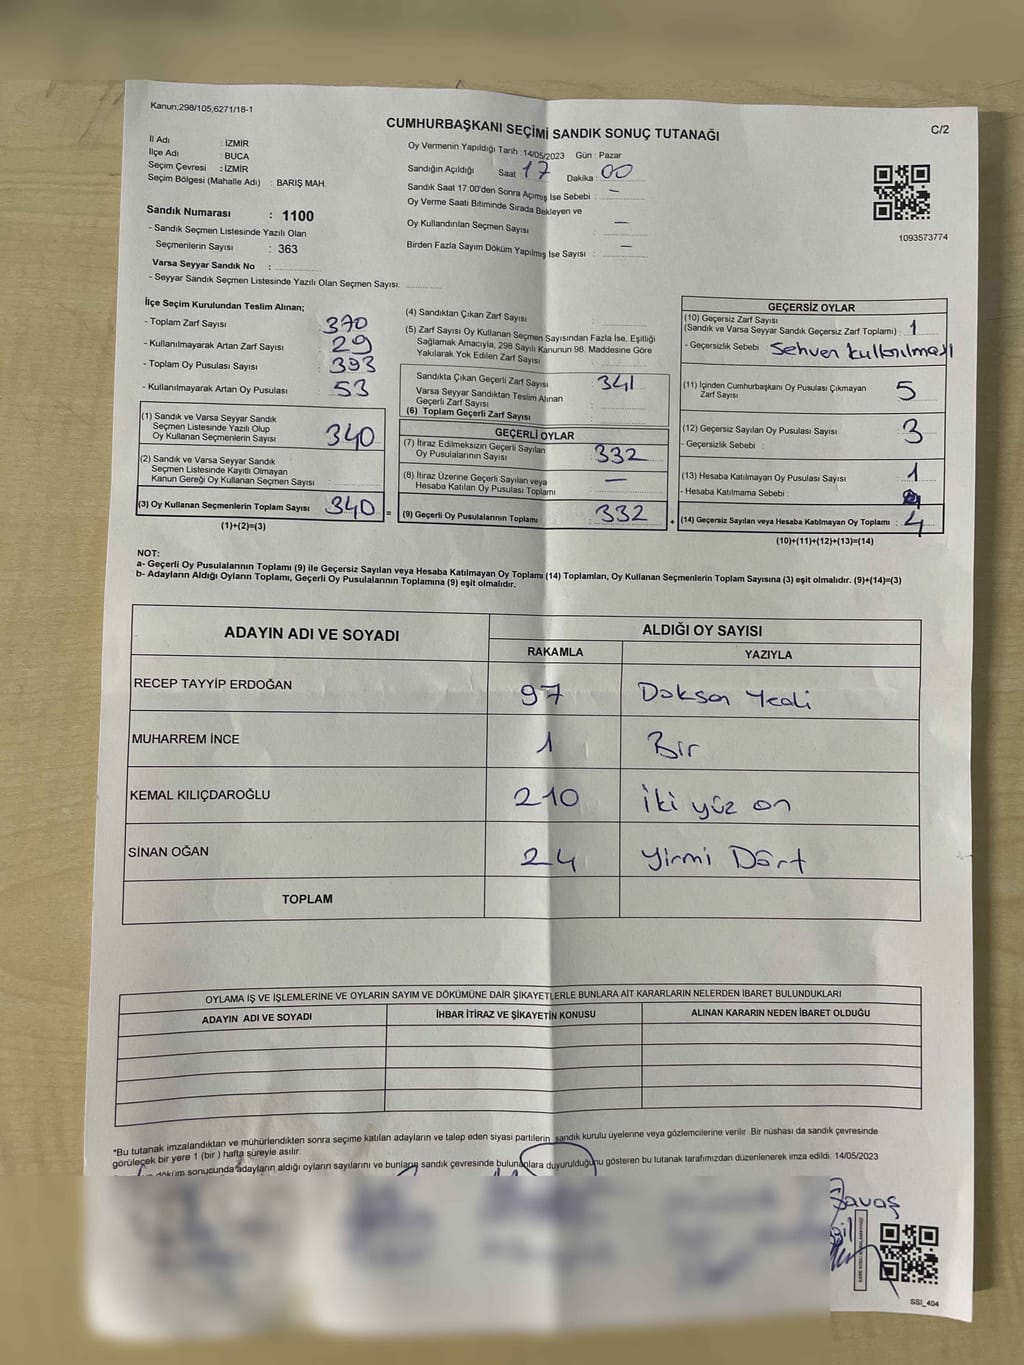 Kanun;298/105;6271/18-1
C/2
CUMHURBAŞKANI SEÇİMİ SANDIK SONUÇ TUTANAĞI
İl Adı : İZMİR
İlçe Adı : BUCA
Seçim Çevresi : İZMİR
Seçim Bölgesi (Mahalle Adı) : BARIŞ MAH.
Sandık Numarası : 1100
- Sandık Seçmen Listesinde Yazılı Olan
Seçmenlerin Sayısı : 363
Varsa Seyyar Sandık No :
- Seyyar Sandık Seçmen Listesinde Yazılı Olan Seçmen Sayısı:
Oy Vermenin Yapıldığı Tarih :14/05/2023 Gün : Pazar
Sandığın Açıldığı Saat : 17 Dakika : 00
Sandık Saat 17.00'den Sonra Açımış İse Sebebi : —
Oy Verme Saati Bitiminde Sırada Bekleyen ve
Oy Kullandırılan Seçmen Sayısı —
Birden Fazla Sayım Döküm Yapılmış İse Sayısı : —
1093573774
İlçe Seçim Kurulundan Teslim Alınan;
- Toplam Zarf Sayısı 370
- Kullanılmayarak Artan Zarf Sayısı 29
- Toplam Oy Pusulası Sayısı 393
- Kullanılmayarak Artan Oy Pusulası 53
(1) Sandık ve Varsa Seyyar Sandık
Seçmen Listesinde Yazılı Olup
Oy Kullanan Seçmenlerin Sayısı 340
(2) Sandık ve Varsa Seyyar Sandık
Seçmen Listesinde Kayıtlı Olmayan
Kanun Gereği Oy Kullanan Seçmen Sayısı :
(3) Oy Kullanan Seçmenlerin Toplam Sayısı 340
(1)+(2)=(3)
=
(4) Sandıktan Çıkan Zarf Sayısı :
(5) Zarf Sayısı Oy Kullanan Seçmen Sayısından Fazla İse, Eşitliği
Sağlamak Amacıyla, 298 Sayılı Kanunun 98. Maddesine Göre
Yakılarak Yok Edilen Zarf Sayısı :
Sandıkta Çıkan Geçerli Zarf Sayısı 341
Varsa Seyyar Sandıktan Teslim Alınan
Geçerli Zarf Sayısı
(6) Toplam Geçerli Zarf Sayısı
GEÇERLİ OYLAR
(7) İtiraz Edilmeksizin Geçerli Sayılan
Oy Pusulalarının Sayısı : 332
(8) İtiraz Üzerine Geçerli Sayılan veya
Hesaba Katılan Oy Pusulası Toplamı —
(9) Geçerli Oy Pusulalarının Toplamı : 332
+
GEÇERSİZ OYLAR
(10) Geçersiz Zarf Sayısı
(Sandık ve Varsa Seyyar Sandık Geçersiz Zarf Toplamı) : 1
- Geçersizlik Sebebi : Sehven kullanılması
(11) İçinden Cumhurbaşkanı Oy Pusulası Çıkmayan
Zarf Sayısı 5
(12) Geçersiz Sayılan Oy Pusulası Sayısı : 3
- Geçersizlik Sebebi :
(13) Hesaba Katılmayan Oy Pusulası Sayısı : 1
- Hesaba Katılmama Sebebi :
(14) Geçersiz Sayılan veya Hesaba Katılmayan Oy Toplamı : 4
(10)+(11)+(12)+(13)=(14)
NOT:
a- Geçerli Oy Pusulalarının Toplamı (9) ile Geçersiz Sayılan veya Hesaba Katılmayan Oy Toplamı (14) Toplamları, Oy Kullanan Seçmenlerin Toplam Sayısına (3) eşit olmalıdır. (9)+(14)=(3)
b- Adayların Aldığı Oyların Toplamı, Geçerli Oy Pusulalarının Toplamına (9) eşit olmalıdır.
ADAYIN ADI VE SOYADI
ALDIĞI OY SAYISI
RAKAMLA YAZIYLA
RECEP TAYYİP ERDOĞAN 97 Doksan Yedi
MUHARREM İNCE 1 Bir
KEMAL KILIÇDAROĞLU 210 İki yüz on
SİNAN OĞAN 24 Yirmi Dört
TOPLAM
OYLAMA İŞ VE İŞLEMLERİNE VE OYLARIN SAYIM VE DÖKÜMÜNE DAİR ŞİKAYETLERLE BUNLARA AİT KARARLARIN NELERDEN İBARET BULUNDUKLARI
ADAYIN ADI VE SOYADI İHBAR İTİRAZ VE ŞİKAYETİN KONUSU ALINAN KARARIN NEDEN İBARET OLDUĞU
*Bu tutanak imzalandıktan ve mühürlendikten sonra seçime katılan adayların ve talep eden siyasi partilerin sandık kurulu üyelerine veya gözlemcilerine verilir .Bir nüshası da sandık çevresinde
görülecek bir yere 1 (bir ) hafta süreyle asılır.
döküm sonucunda adayların aldığı oyların sayılarını ve bunların sandık çevresinde bulunanlara duyurulduğunu gösteren bu tutanak tarafımızdan düzenlenerek imza edildi. 14/05/2023
Savaş
SSI_404